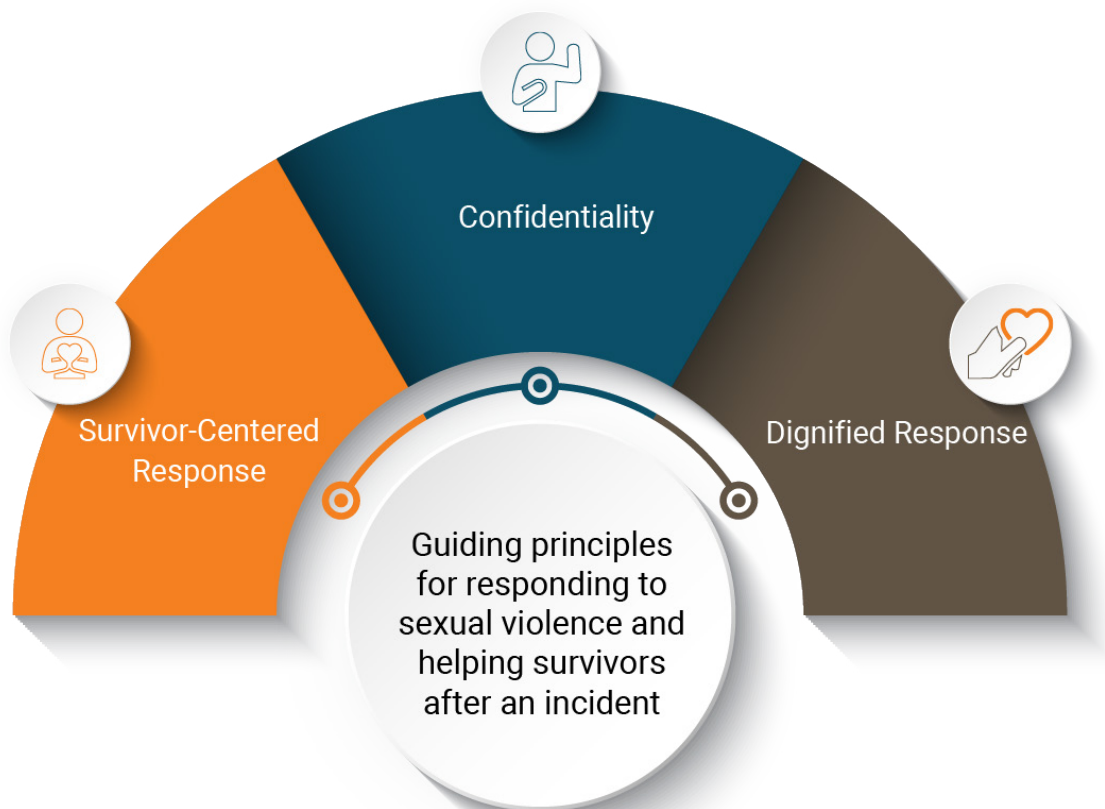 Confidentiality
Survivor-Centered
Response
Dignified Response
Guiding principles
for responding to
sexual violence and
helping survivors
after an incident